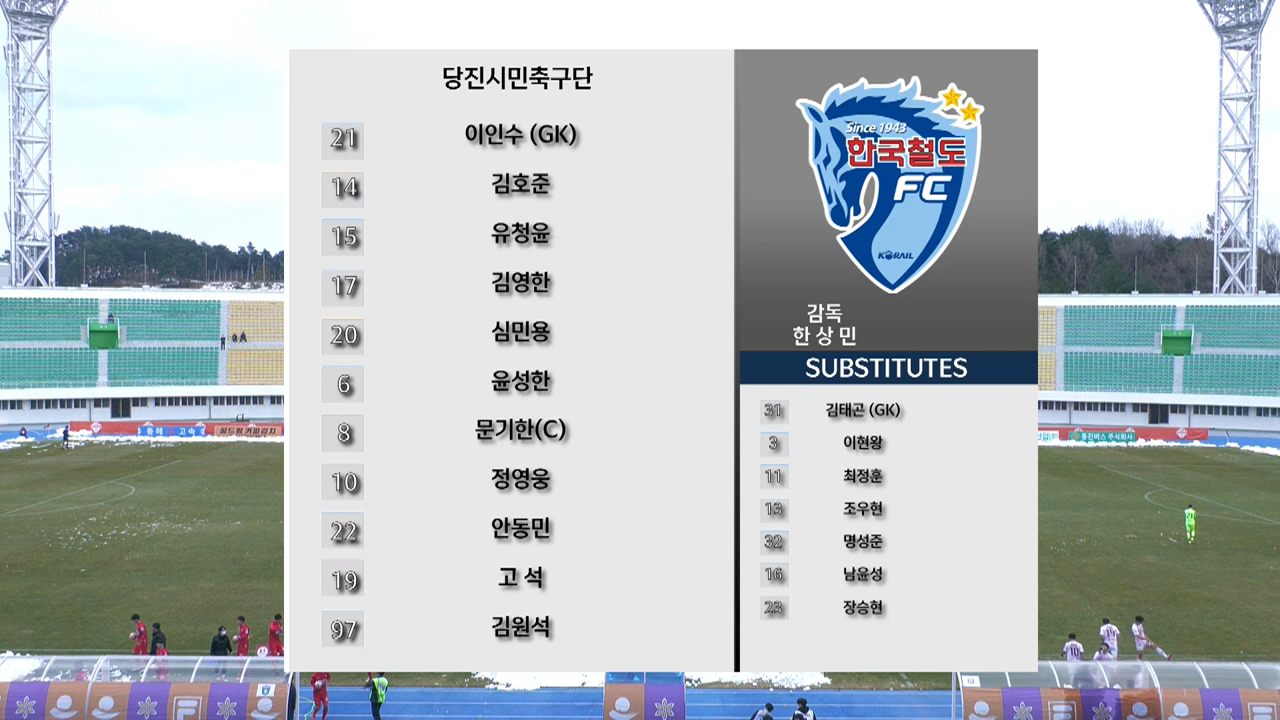 당진시민축구단
21 이인수 (GK)
14 김호준
15 유청윤
17 김영한
20 심민용
6 윤성한
8 문기한(C)
10 정영웅
22 안동민
19 고 석
97 김원석
Since 1943
한국철도
FC
KORAIL
감독
한 상 민
SUBSTITUTES
31 김태곤 (GK)
3 이현왕
11 최정훈
13 조우현
32 명성준
16 남윤성
23 장승현
동해 고속